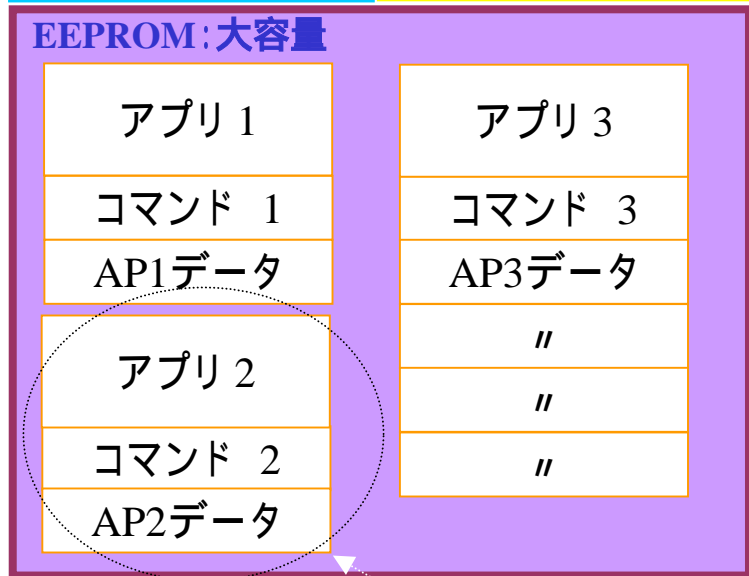 EEPROM:大容量
アプリ 1
コマンド 1
AP1データ
アプリ 2
コマンド 2
AP2データ
アプリ 3
コマンド 3
AP3データ
〃
〃
〃